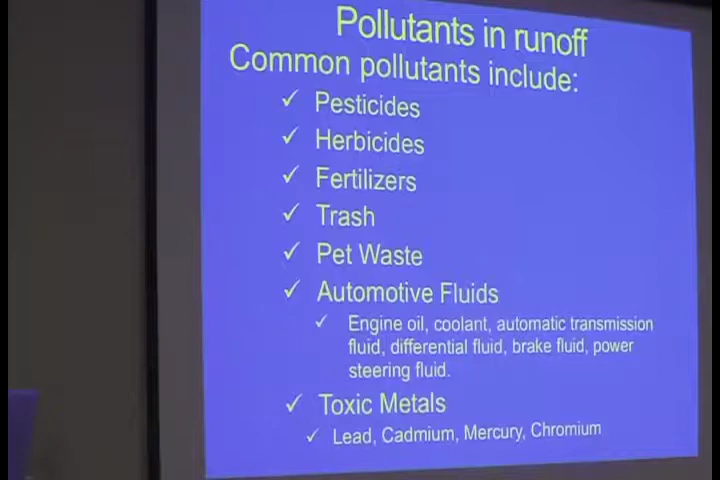 Pollutants in runoff
Common pollutants include:
✓ Pesticides
✓ Herbicides
✓ Fertilizers
✓ Trash
✓ Pet Waste
✓ Automotive Fluids
✓ Engine oil, coolant, automatic transmission
fluid, differential fluid, brake fluid, power
steering fluid.
✓ Toxic Metals
✓ Lead, Cadmium, Mercury, Chromium